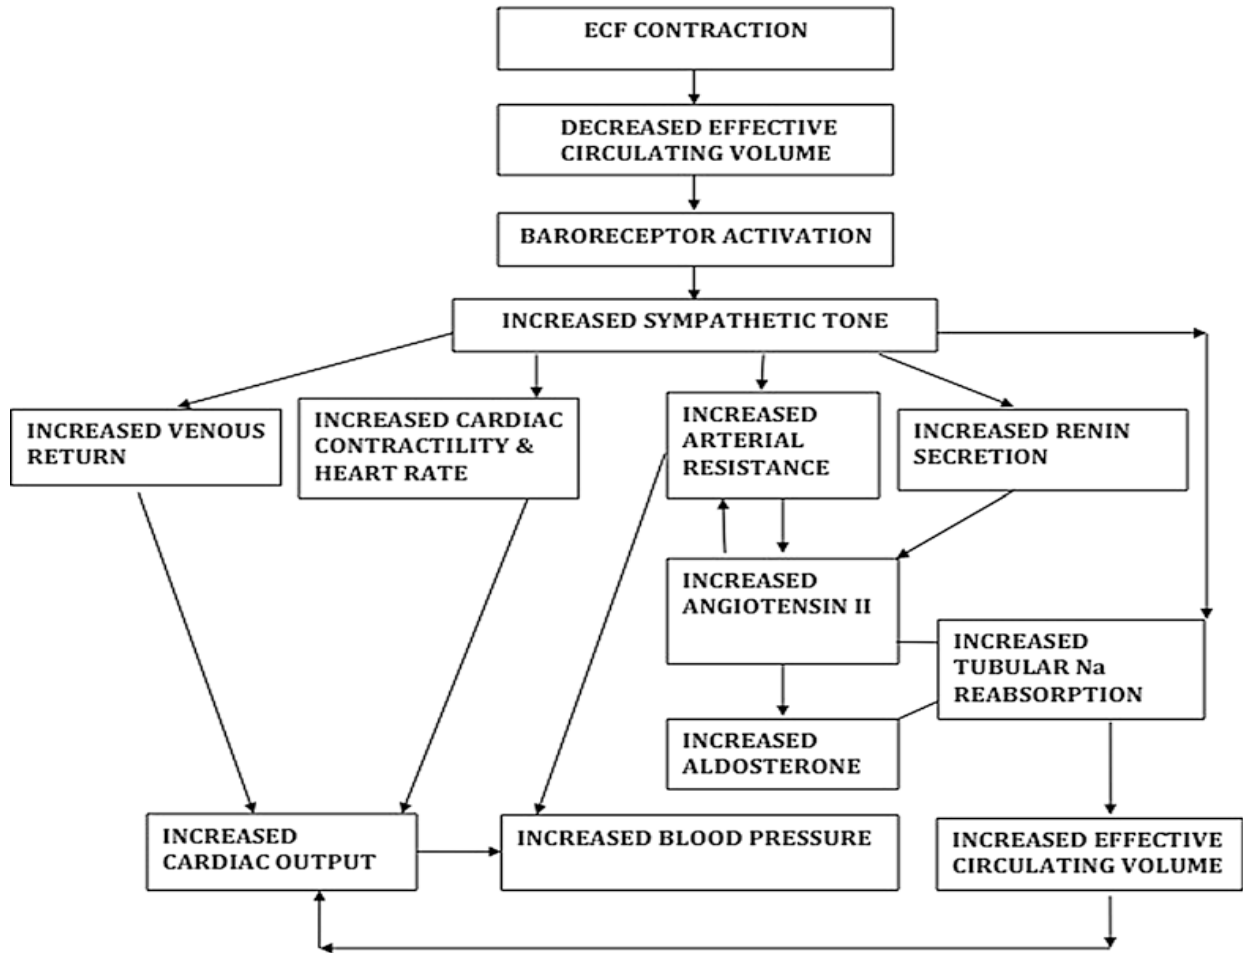 ECF CONTRACTION
DECREASED EFFECTIVE
CIRCULATING VOLUME
BARORECEPTOR ACTIVATION
INCREASED SYMPATHETIC TONE
INCREASED VENOUS
RETURN
INCREASED CARDIAC
CONTRACTILITY &
HEART RATE
INCREASED
ARTERIAL
RESISTANCE
INCREASED RENIN
SECRETION
INCREASED
ANGIOTENSIN II
INCREASED
TUBULAR Na
REABSORPTION
INCREASED
ALDOSTERONE
INCREASED
CARDIAC OUTPUT
INCREASED BLOOD PRESSURE
INCREASED EFFECTIVE
CIRCULATING VOLUME